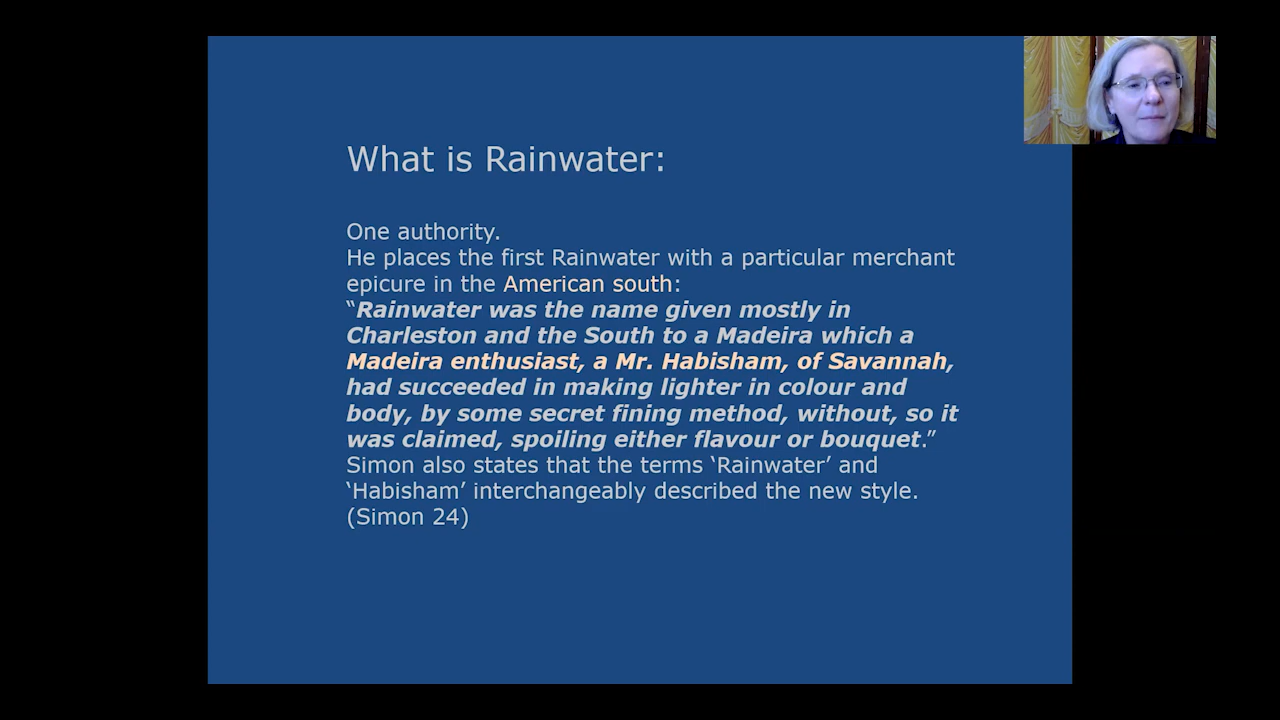 What is Rainwater:
One authority.
He places the first Rainwater with a particular merchant
epicure in the American south:
“Rainwater was the name given mostly in
Charleston and the South to a Madeira which a
Madeira enthusiast, a Mr. Habisham, of Savannah,
had succeeded in making lighter in colour and
body, by some secret fining method, without, so it
was claimed, spoiling either flavour or bouquet.”
Simon also states that the terms ‘Rainwater’ and
‘Habisham’ interchangeably described the new style.
(Simon 24)